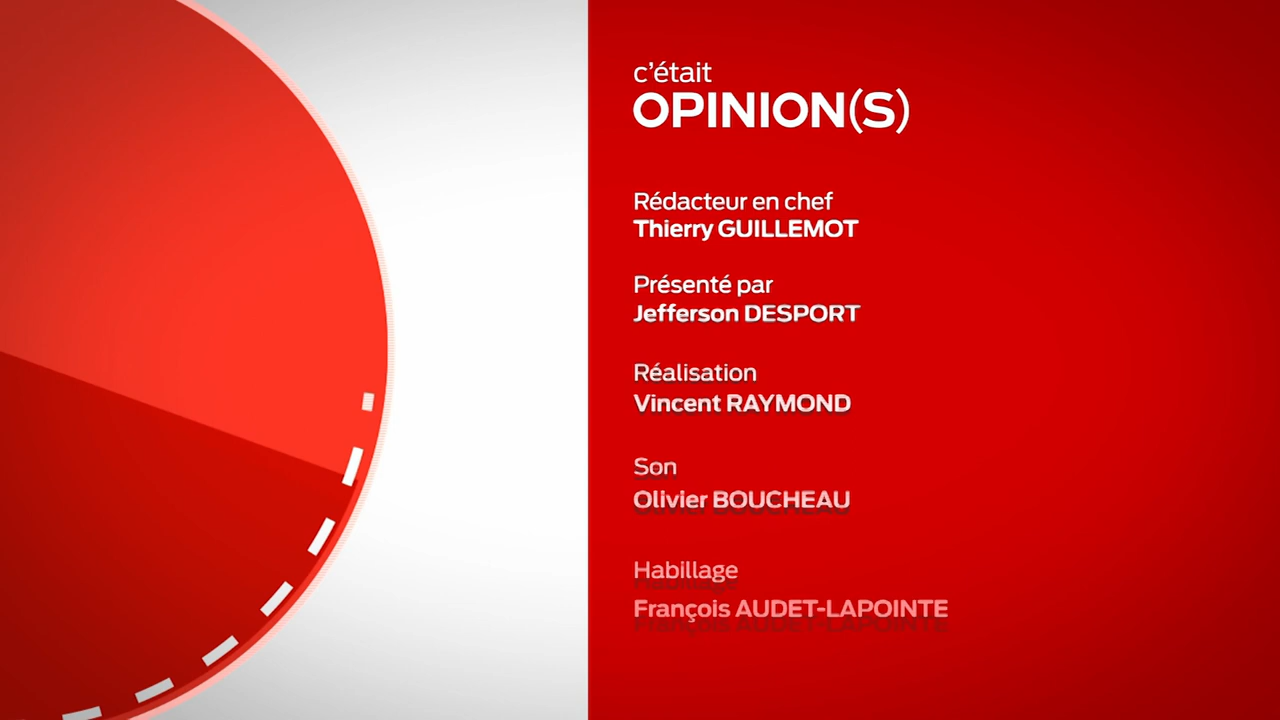 c’était
OPINION(S)
Rédacteur en chef
Thierry GUILLEMOT
Présenté par
Jefferson DESPORT
Réalisation
Vincent RAYMOND
Son
Olivier BOUCHEAU
Habillage
François AUDET-LAPOINTE